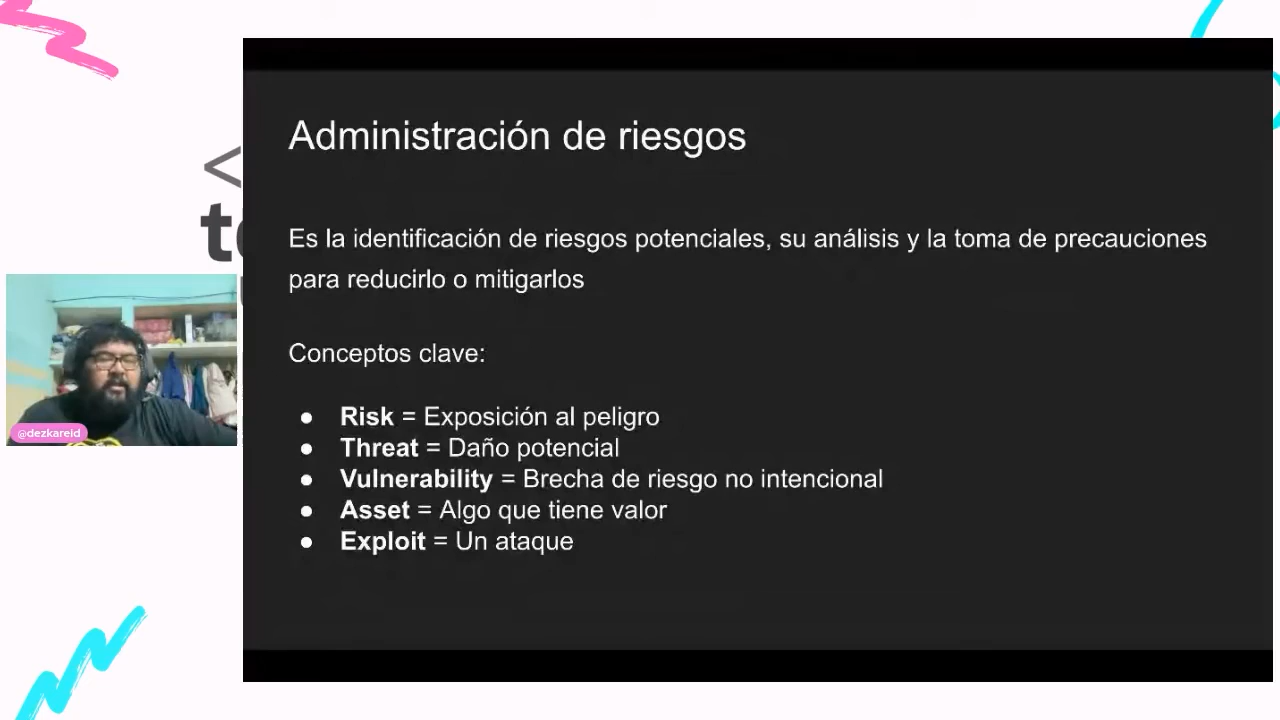 Administración de riesgos
Es la identificación de riesgos potenciales, su análisis y la toma de precauciones
para reducirlo o mitigarlos
Conceptos clave:
● Risk = Exposición al peligro
● Threat = Daño potencial
● Vulnerability = Brecha de riesgo no intencional
● Asset = Algo que tiene valor
● Exploit = Un ataque
<
@dezkareid